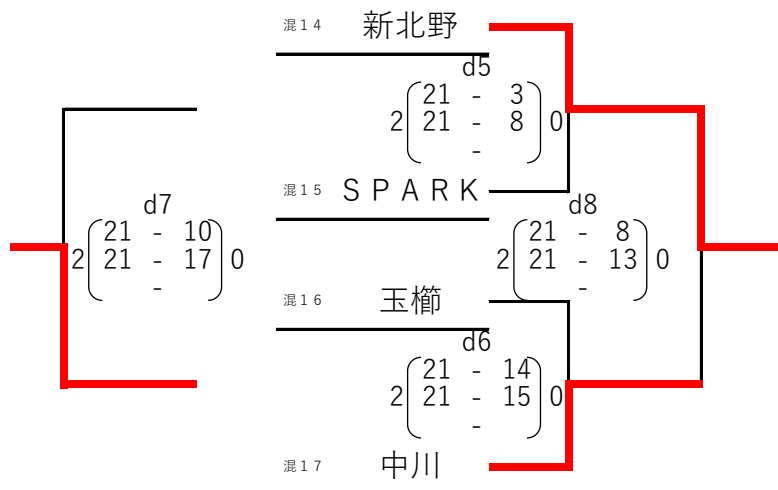 混１４ 新北野
d5
2 21 - 3 0
21 - 8
-
混１５ ＳＰＡＲＫ
d7
2 21 - 10 0
21 - 17
-
d8
2 21 - 8 0
21 - 13
-
混１６ 玉櫛
d6
2 21 - 14 0
21 - 15
-
混１７ 中川